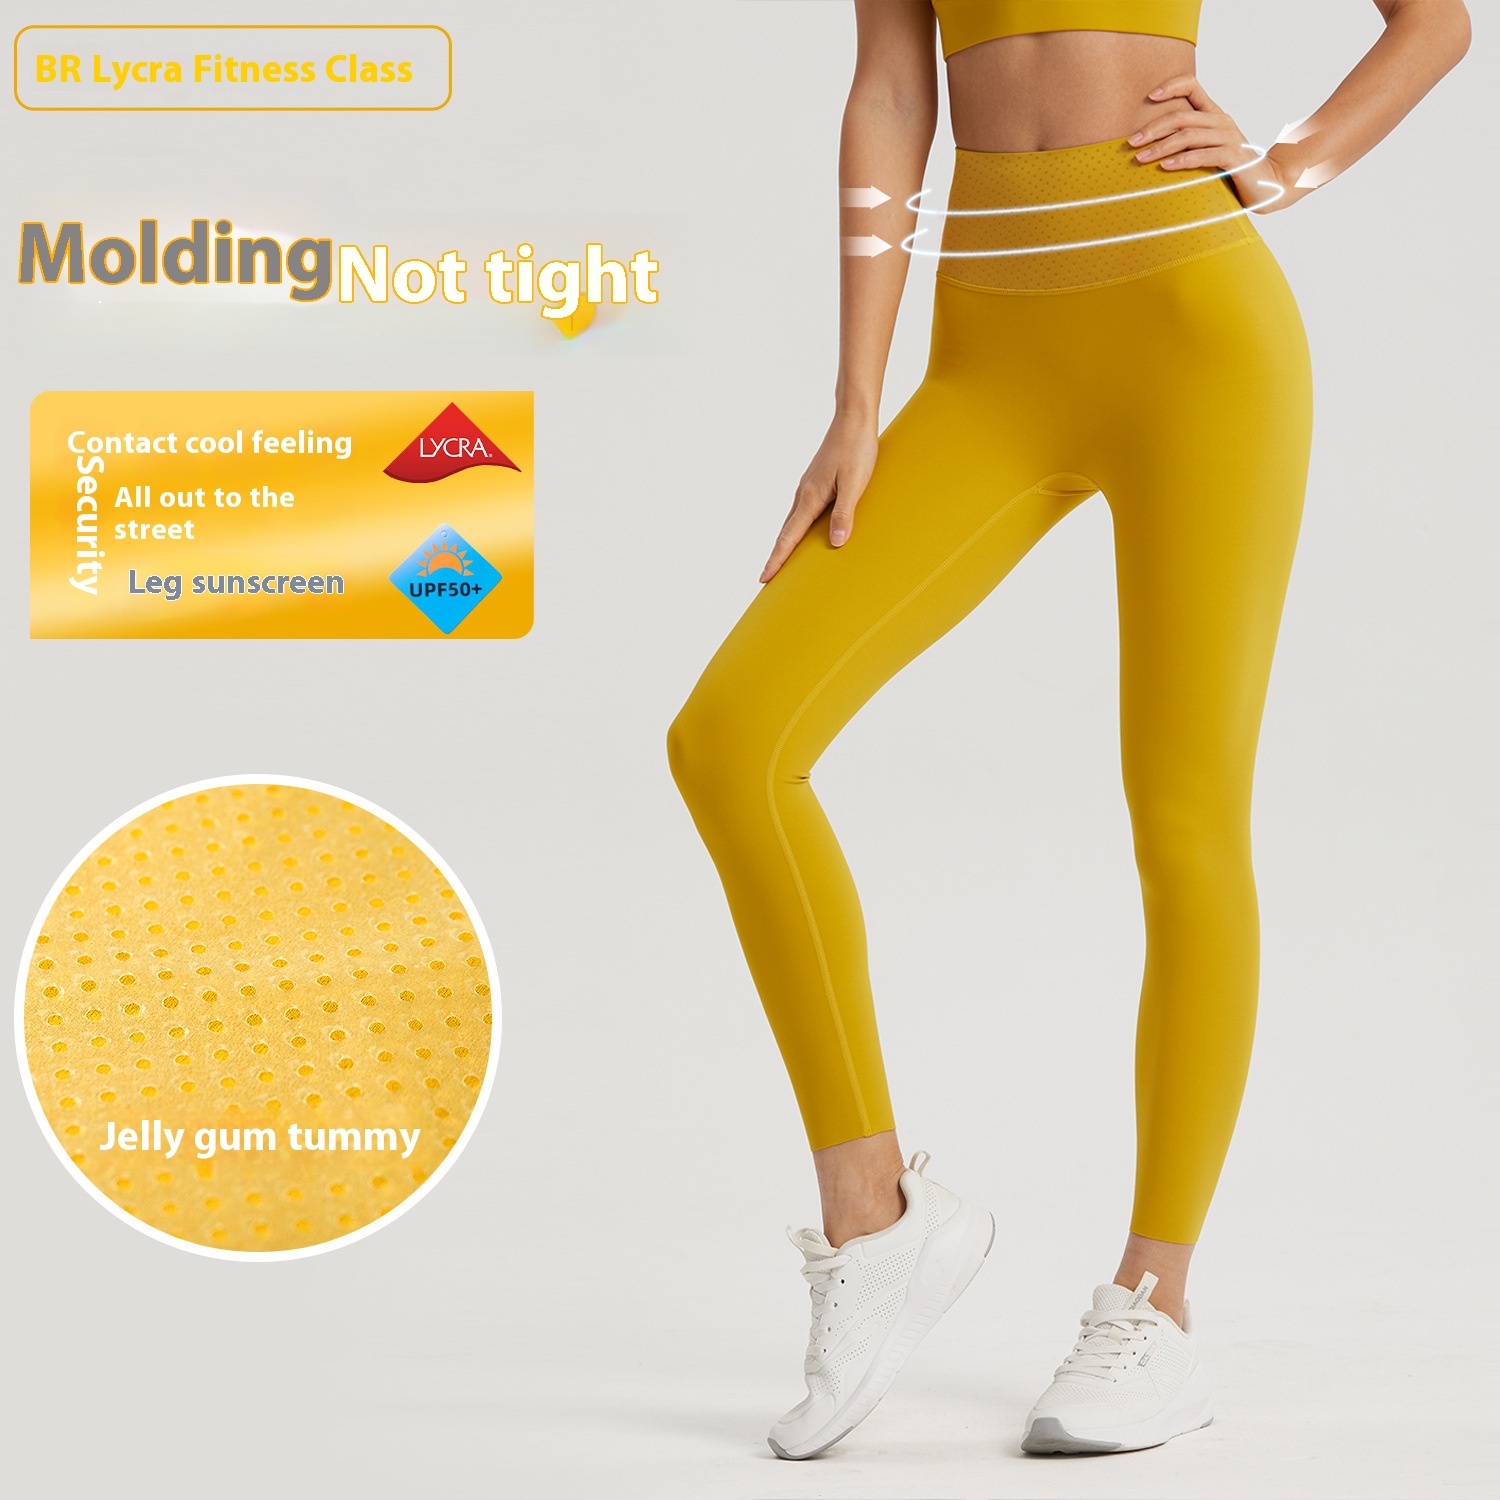 BR Lycra Fitness Class
Molding
Not tight
Contact cool feeling
Security
All out to the
street
Leg sunscreen
LYCRA®
UPF50+
Jelly gum tummy